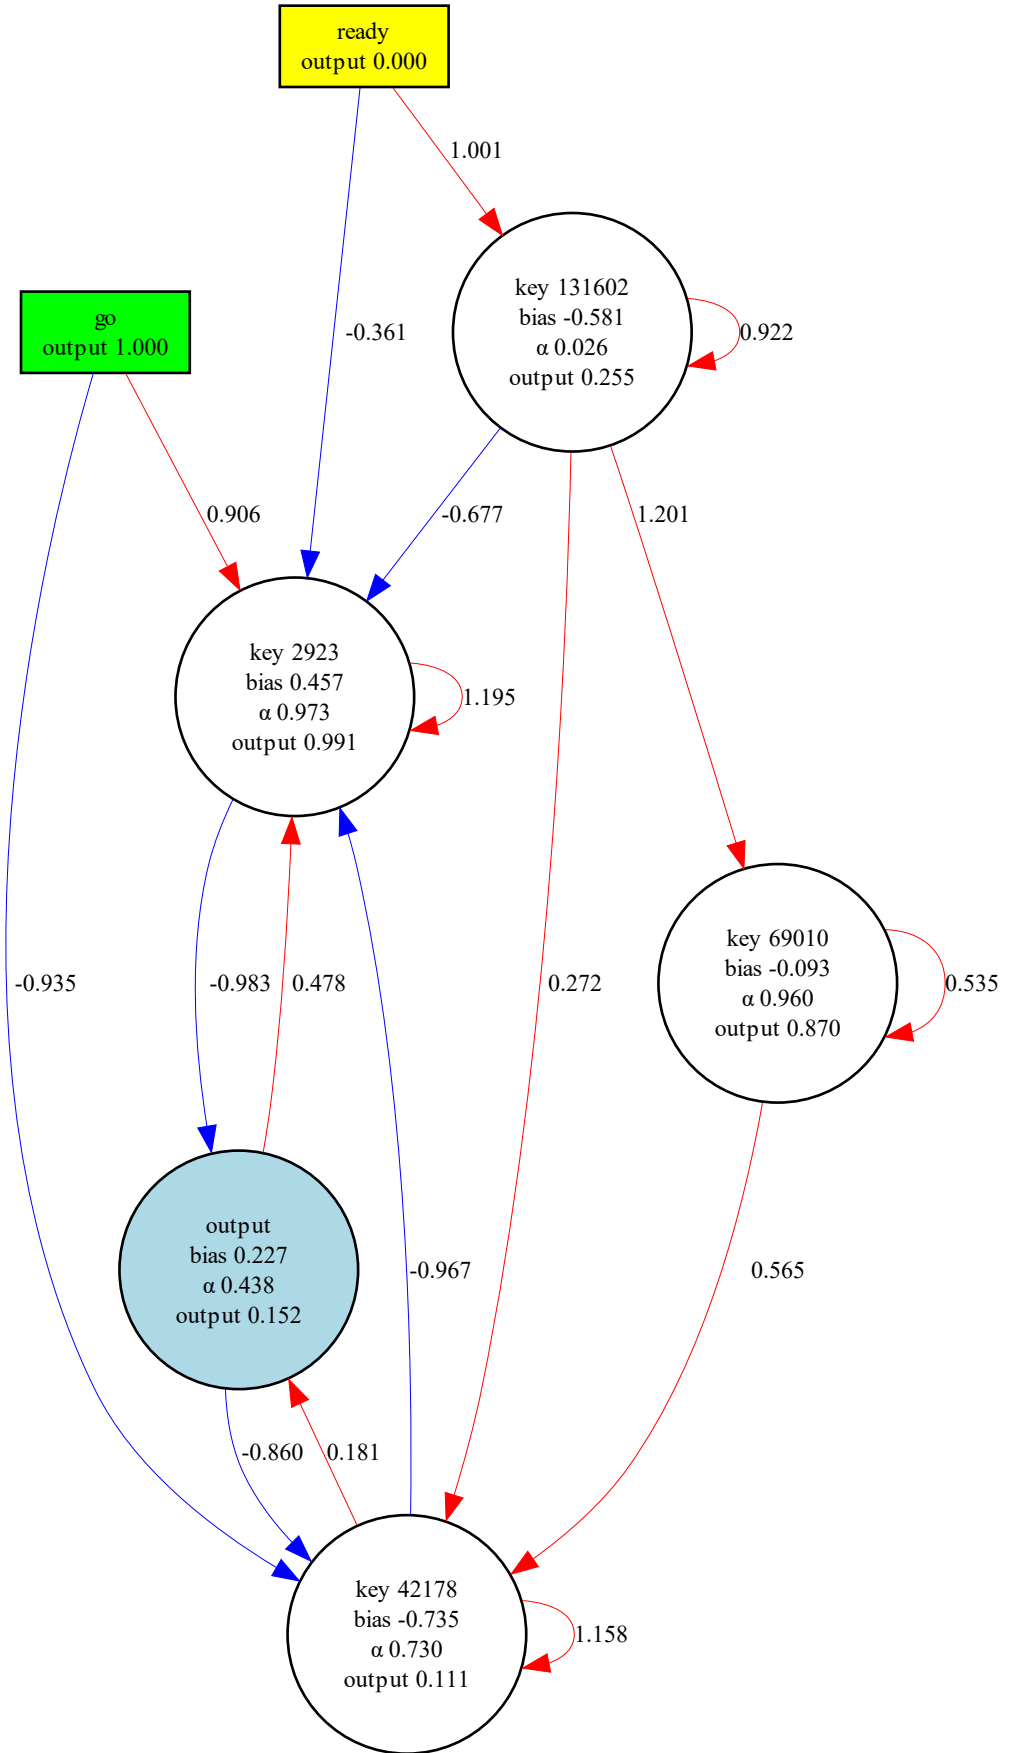 ready
output 0.000
1.001
key 131602
bias -0.581
α 0.026
output 0.255
0.922
go
output 1.000
-0.361
0.906
-0.677
1.201
key 2923
bias 0.457
α 0.973
output 0.991
1.195
key 69010
bias -0.093
α 0.960
output 0.870
0.535
-0.935
-0.983
0.478
0.272
output
bias 0.227
α 0.438
output 0.152
-0.967
0.565
-0.860
0.181
key 42178
bias -0.735
α 0.730
output 0.111
1.158